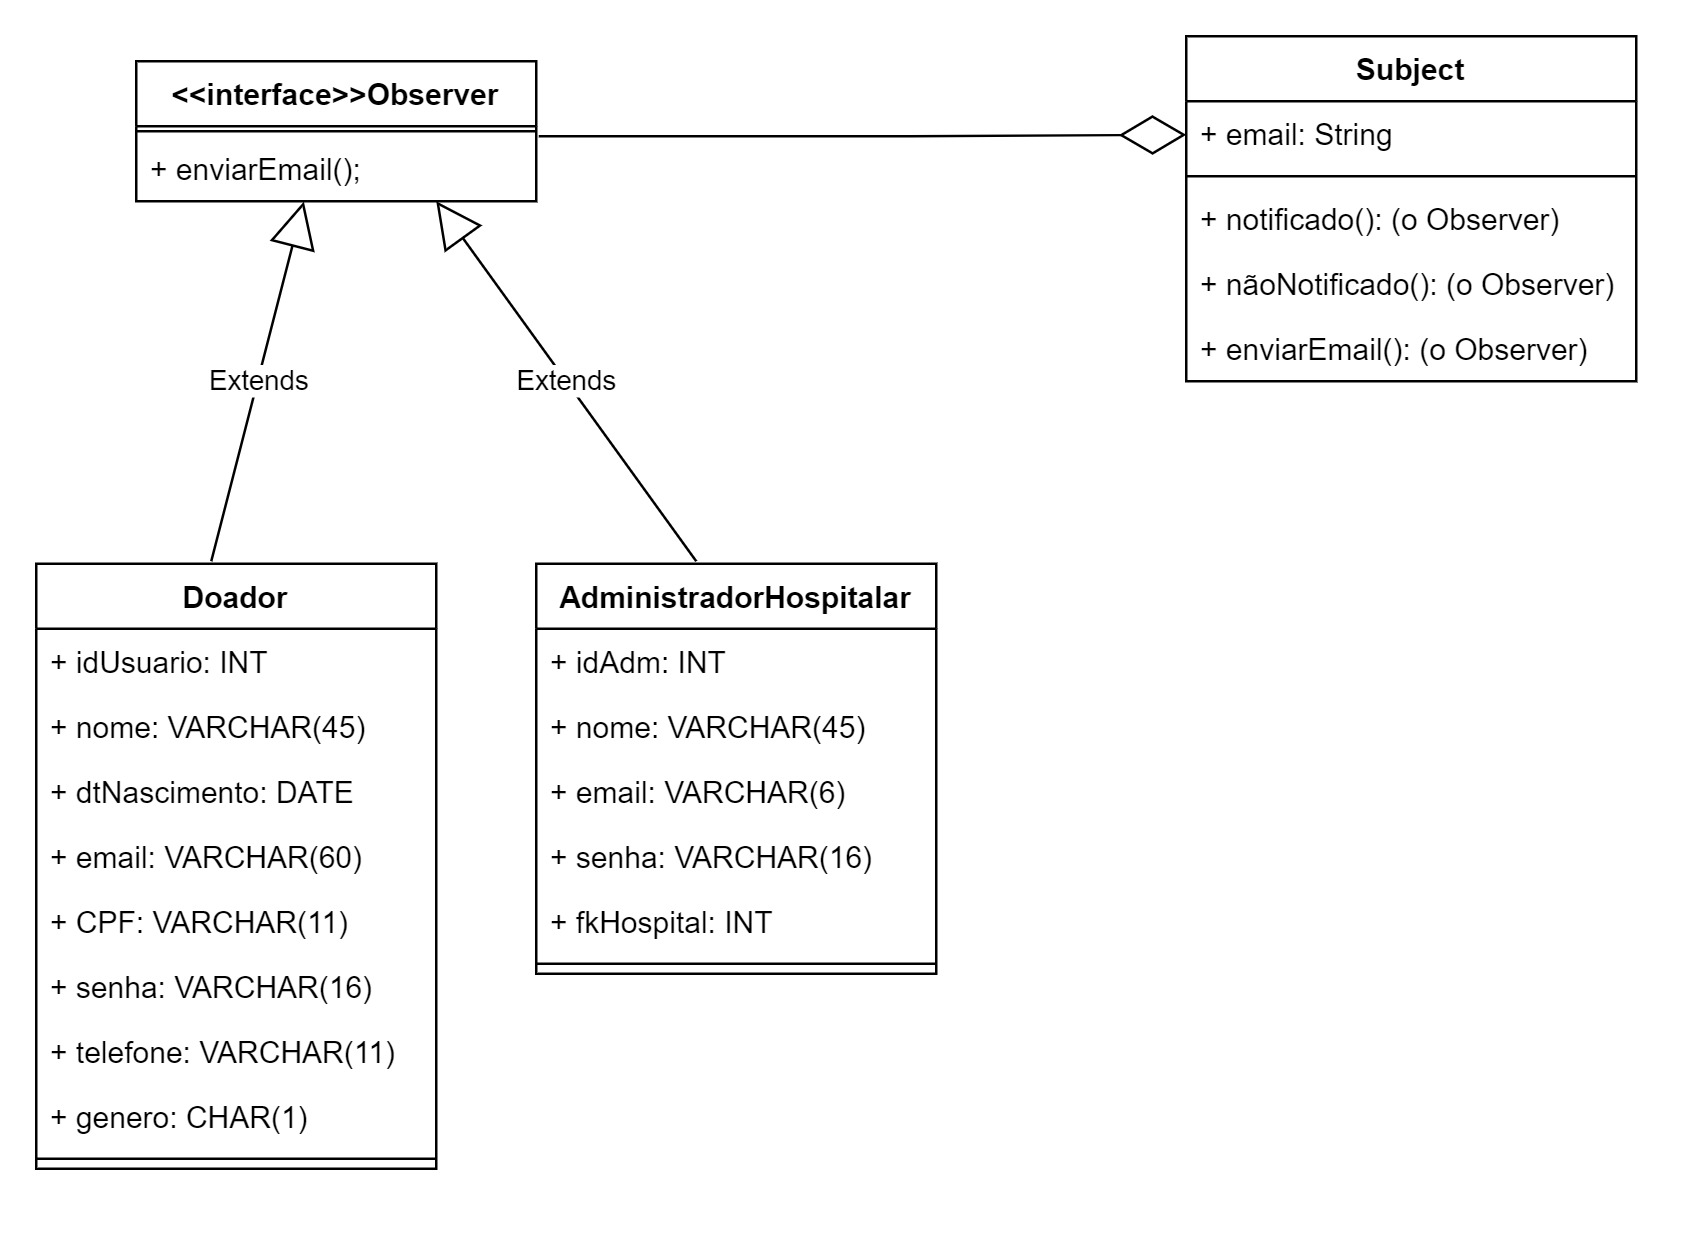 <<interface>>Observer
+ enviarEmail();
Subject
+ email: String
+ notificado(): (o Observer)
+ nãoNotificado(): (o Observer)
+ enviarEmail(): (o Observer)
Extends
Extends
Doador
+ idUsuario: INT
+ nome: VARCHAR(45)
+ dtNascimento: DATE
+ email: VARCHAR(60)
+ CPF: VARCHAR(11)
+ senha: VARCHAR(16)
+ telefone: VARCHAR(11)
+ genero: CHAR(1)
AdministradorHospitalar
+ idAdm: INT
+ nome: VARCHAR(45)
+ email: VARCHAR(6)
+ senha: VARCHAR(16)
+ fkHospital: INT